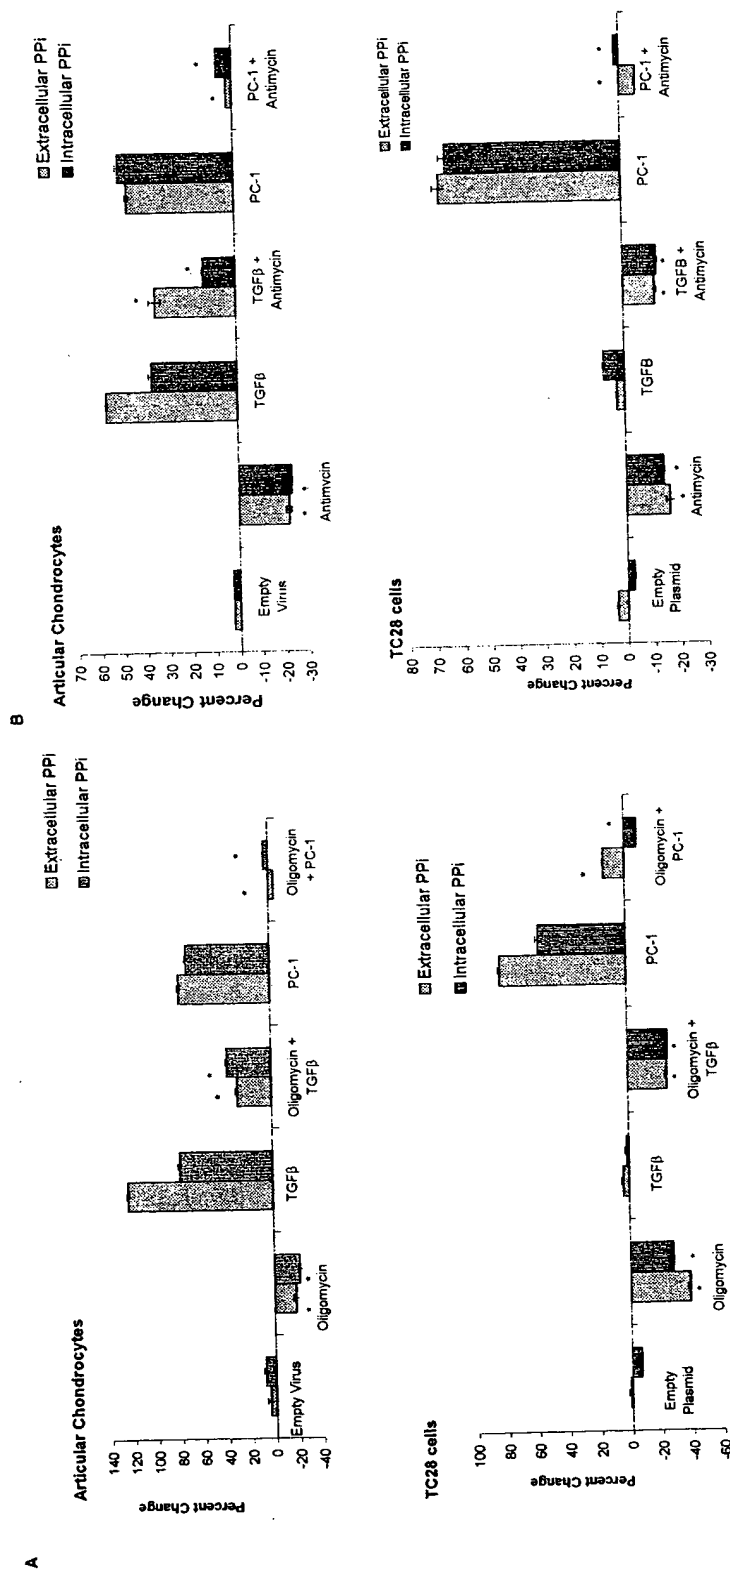 A
Articular Chondrocytes
Extracellular PPi
Intracellular PPi
Percent Change
140
120
100
80
60
40
20
0
-20
-40
Empty Virus
Oligomycin
TGFβ
Oligomycin +
TGFβ
PC-1
Oligomycin
+ PC-1
TC28 cells
Extracellular PPi
Intracellular PPi
Percent Change
100
80
60
40
20
0
-20
-40
-60
Empty
Plasmid
Oligomycin
TGFβ
Oligomycin +
TGFβ
PC-1
Oligomycin +
PC-1
B
Articular Chondrocytes
Extracellular PPi
Intracellular PPi
Percent Change
70
60
50
40
30
20
10
0
-10
-20
-30
Empty
Virus
Antimycin
TGFβ
TGFβ +
Antimycin
PC-1
PC-1 +
Antimycin
TC28 cells
Extracellular PPi
Intracellular PPi
Percent Change
80
70
60
50
40
30
20
10
0
-10
-20
-30
Empty
Plasmid
Antimycin
TGFB
TGFB +
Antimycin
PC-1
PC-1 +
Antimycin